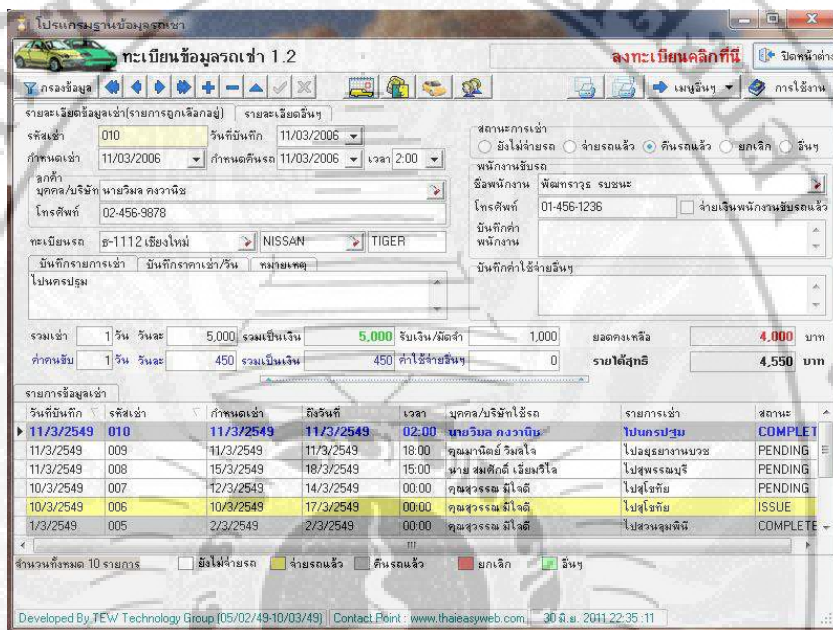 โปรแกรมฐานข้อมูลรถเช่า
ทะเบียนข้อมูลรถเช่า 1.2
ลงทะเบียนคลิกที่นี่
ปิดหน้าต่าง
กรองข้อมูล
เมนูอื่นๆ
การใช้งาน
รายละเอียดข้อมูลเช่า(รายการถูกเลือกอยู่) รายละเอียดอื่นๆ
รหัสเช่า 010 วันที่บันทึก 11/03/2006
กำหนดเช่า 11/03/2006 กำหนดคืนรถ 11/03/2006 เวลา 2:00
ลูกค้า
บุคคล/บริษัท นายวิมล คงวานิช
โทรศัพท์ 02-456-9878
ทะเบียนรถ ธ-1112 เชียงใหม่ NISSAN TIGER
บันทึกรายการเช่า บันทึกราคาเช่า/วัน หมายเหตุ
ไปนครปฐม
สถานะการเช่า
ยังไม่จ่ายรถ จ่ายรถแล้ว คืนรถแล้ว ยกเลิก อื่นๆ
พนักงานขับรถ
ชื่อพนักงาน พัฒทราวุธ รบชนะ
โทรศัพท์ 01-456-1236 จ่ายเงินพนักงานขับรถแล้ว
บันทึกค่า
พนักงาน
บันทึกค่าใช้จ่ายอื่นๆ
รวมเช่า 1 วัน วันละ 5,000 รวมเป็นเงิน 5,000 รับเงิน/มัดจำ 1,000 ยอดคงเหลือ 4,000 บาท
ค่าคนขับ 1 วัน วันละ 450 รวมเป็นเงิน 450 ค่าใช้จ่ายอื่นๆ 0 รายได้สุทธิ 4,550 บาท
รายการข้อมูลเช่า
วันที่บันทึก รหัสเช่า กำหนดเช่า ถึงวันที่ เวลา บุคคล/บริษัทใช้รถ รายการเช่า สถานะ
11/3/2549 010 11/3/2549 11/3/2549 02:00 นายวิมล คงวานิช ไปนครปฐม COMPLET
11/3/2549 009 11/3/2549 11/3/2549 18:00 คุณมานิตย์ วิมลใจ ไปอยุธยางานบวช PENDING
11/3/2549 008 15/3/2549 18/3/2549 15:00 นาย สมศักดิ์ เอี่ยมวิไล ไปสุพรรณบุรี PENDING
10/3/2549 007 12/3/2549 14/3/2549 00:00 คุณสุวรรณ มีใจดี ไปสุโขทัย PENDING
10/3/2549 006 10/3/2549 17/3/2549 00:00 คุณสุวรรณ มีใจดี ไปสุโขทัย ISSUE
1/3/2549 005 2/3/2549 2/3/2549 00:00 คุณสุวรรณ มีใจดี ไปสวนลุมพินี COMPLETE
จำนวนทั้งหมด 10 รายการ ยังไม่จ่ายรถ จ่ายรถแล้ว คืนรถแล้ว ยกเลิก อื่นๆ
Developed By TEW Technology Group (05/02/49-10/03/49) Contact Point : www.thaieasyweb.com 30 มิ.ย. 2011 22:35 :11